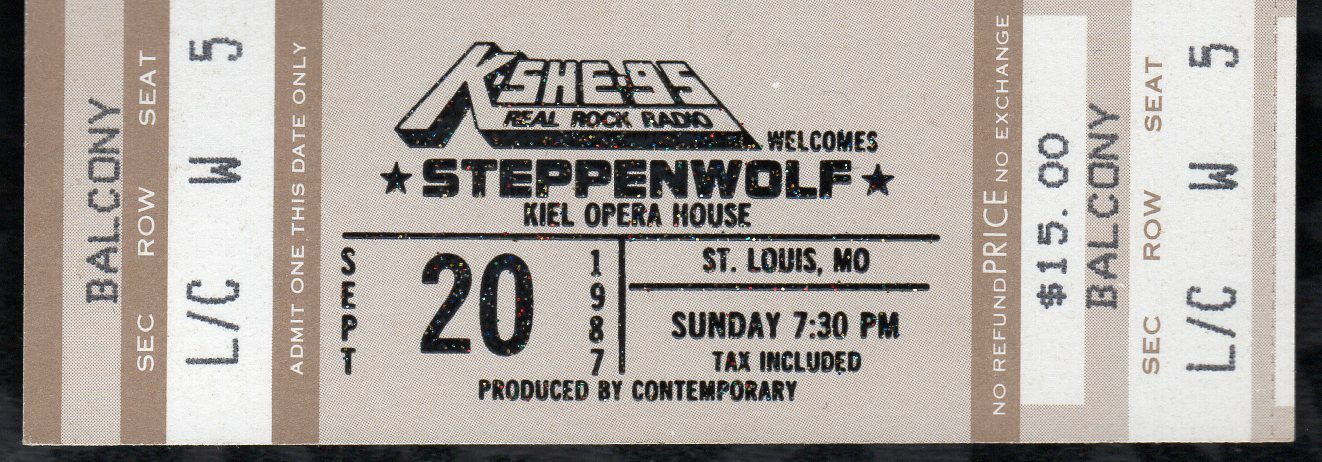 BALCONY
SEC ROW SEAT
L/C W 5
ADMIT ONE THIS DATE ONLY
K-SHE-95
REAL ROCK RADIO
WELCOMES
★ STEPPENWOLF ★
KIEL OPERA HOUSE
SEPT 20 1987
ST. LOUIS, MO
SUNDAY 7:30 PM
TAX INCLUDED
PRODUCED BY CONTEMPORARY
NO REFUND PRICE NO EXCHANGE
$15.00
BALCONY
SEC ROW SEAT
L/C W 5